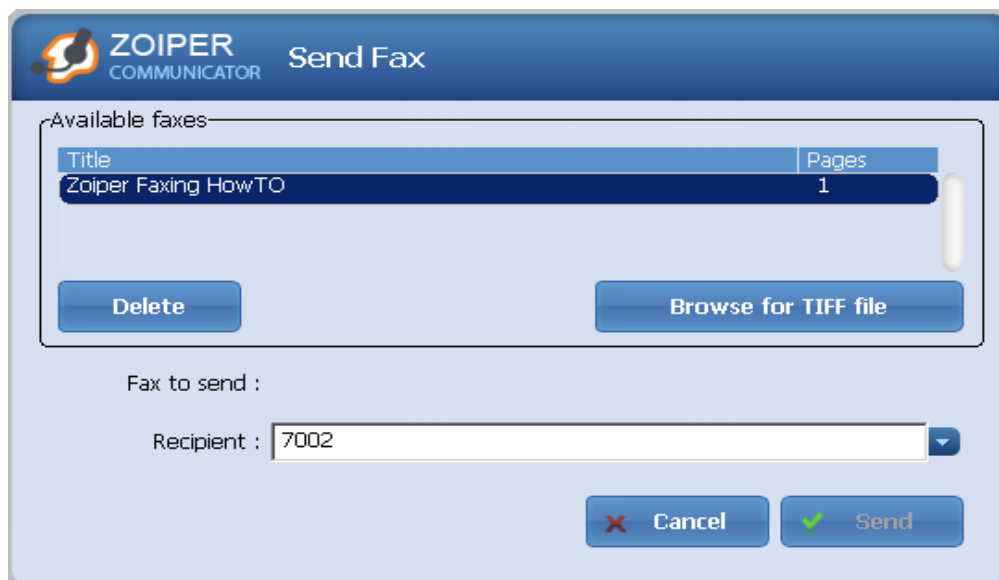 ZOIPER
COMMUNICATOR
Send Fax
Available faxes
Title Pages
Zoiper Faxing HowTO 1
Delete Browse for TIFF file
Fax to send :
Recipient : 7002
Cancel Send